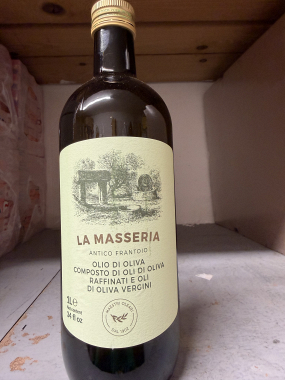 LA MASSERIA
ANTICO FRANTOIO
OLIO DI OLIVA
COMPOSTO DI OLI DI OLIVA
RAFFINATI E OLI
DI OLIVA VERGINI
1L℮
34 fl oz